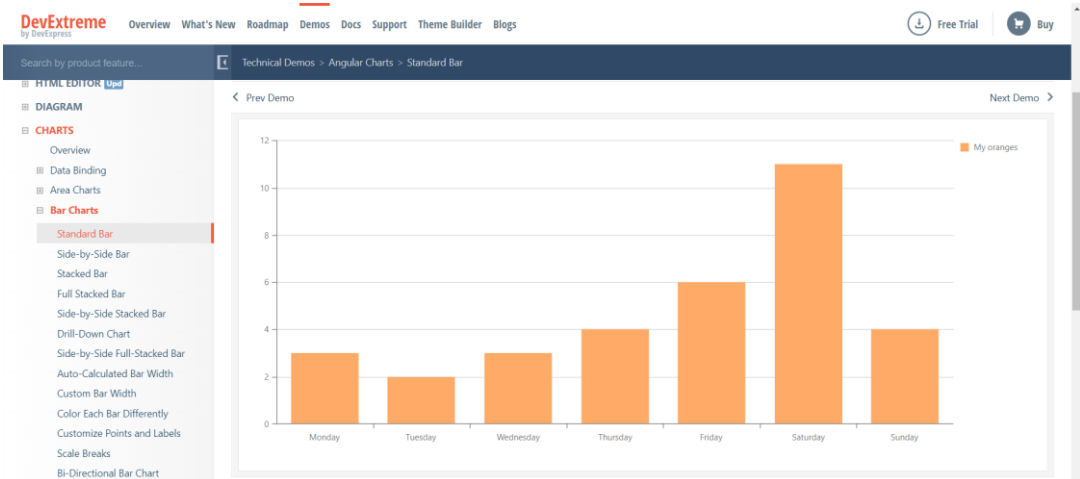 DevExtreme
by DevExpress
Overview What's New Roadmap Demos Docs Support Theme Builder Blogs
Free Trial
Buy
Search by product feature...
Technical Demos > Angular Charts > Standard Bar
HTML EDITOR Upd
DIAGRAM
CHARTS
Overview
Data Binding
Area Charts
Bar Charts
Standard Bar
Side-by-Side Bar
Stacked Bar
Full Stacked Bar
Side-by-Side Stacked Bar
Drill-Down Chart
Side-by-Side Full-Stacked Bar
Auto-Calculated Bar Width
Custom Bar Width
Color Each Bar Differently
Customize Points and Labels
Scale Breaks
Bi-Directional Bar Chart
Prev Demo
Next Demo
12
10
8
6
4
2
0
Monday Tuesday Wednesday Thursday Friday Saturday Sunday
My oranges